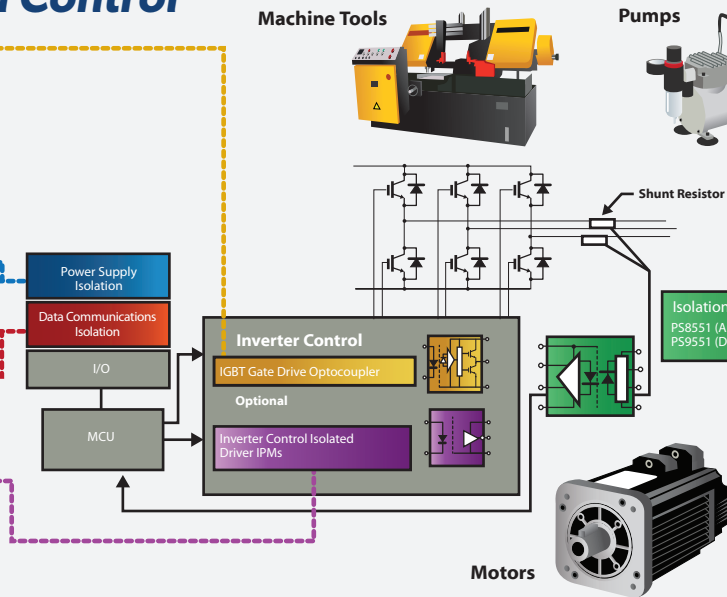 Control
Machine Tools
Pumps
Shunt Resistor
Power Supply
Isolation
Data Communications
Isolation
I/O
MCU
Inverter Control
IGBT Gate Drive Optocoupler
Optional
Inverter Control Isolated
Driver IPMs
Isolation
PS8551 (A
PS9551 (D
Motors